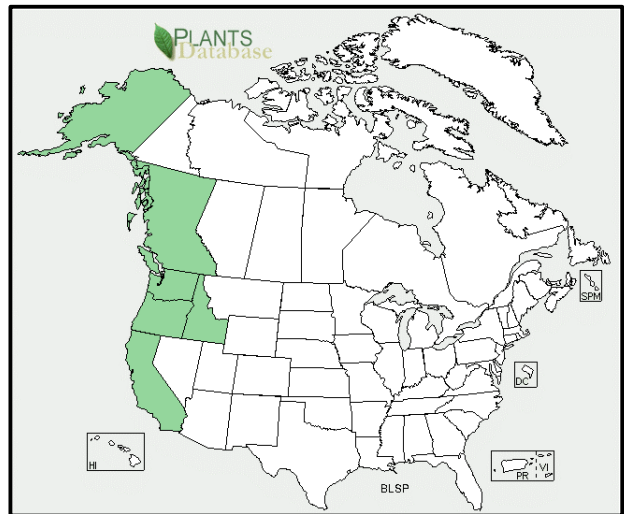 PLANTS
Database
SPM
DC
HI
PR
VI
BLSP